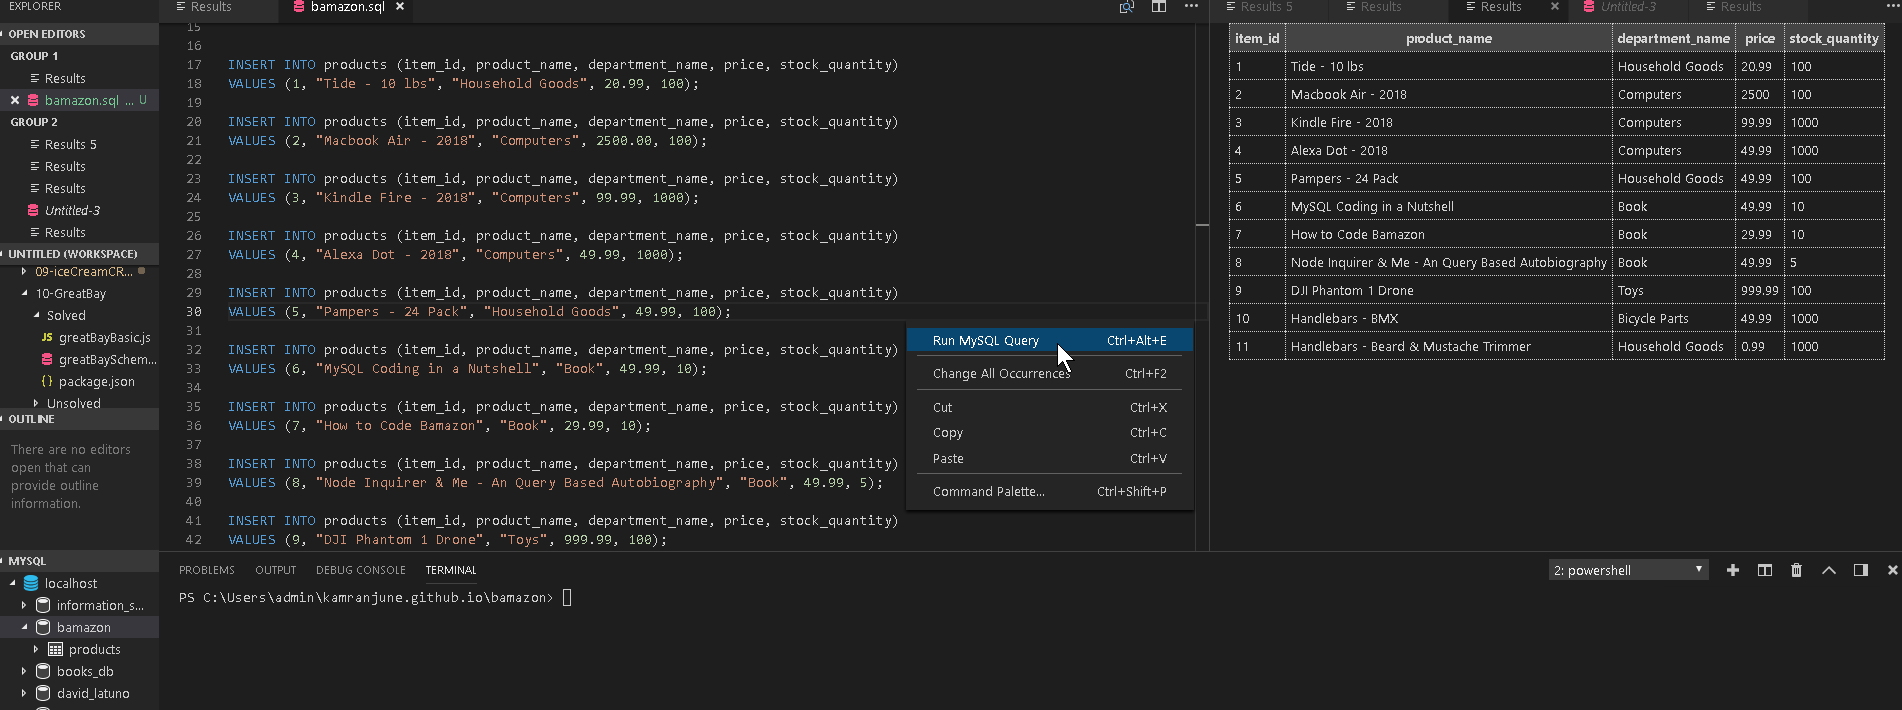 EXPLORER
OPEN EDITORS
GROUP 1
Results
bamazon.sql ... U
GROUP 2
Results 5
Results
Results
Untitled-3
Results
UNTITLED (WORKSPACE)
09-iceCreamCR...
10-GreatBay
Solved
JS greatBayBasic.js
greatBaySchem...
{} package.json
Unsolved
OUTLINE
There are no editors
open that can
provide outline
information.
MYSQL
localhost
information_s...
bamazon
products
books_db
david_latuno
Results bamazon.sql
15
16
17 INSERT INTO products (item_id, product_name, department_name, price, stock_quantity)
18 VALUES (1, "Tide - 10 lbs", "Household Goods", 20.99, 100);
19
20 INSERT INTO products (item_id, product_name, department_name, price, stock_quantity)
21 VALUES (2, "Macbook Air - 2018", "Computers", 2500.00, 100);
22
23 INSERT INTO products (item_id, product_name, department_name, price, stock_quantity)
24 VALUES (3, "Kindle Fire - 2018", "Computers", 99.99, 1000);
25
26 INSERT INTO products (item_id, product_name, department_name, price, stock_quantity)
27 VALUES (4, "Alexa Dot - 2018", "Computers", 49.99, 1000);
28
29 INSERT INTO products (item_id, product_name, department_name, price, stock_quantity)
30 VALUES (5, "Pampers - 24 Pack", "Household Goods", 49.99, 100);
31
32 INSERT INTO products (item_id, product_name, department_name, price, stock_quantity)
33 VALUES (6, "MySQL Coding in a Nutshell", "Book", 49.99, 10);
34
35 INSERT INTO products (item_id, product_name, department_name, price, stock_quantity)
36 VALUES (7, "How to Code Bamazon", "Book", 29.99, 10);
37
38 INSERT INTO products (item_id, product_name, department_name, price, stock_quantity)
39 VALUES (8, "Node Inquirer & Me - An Query Based Autobiography", "Book", 49.99, 5);
40
41 INSERT INTO products (item_id, product_name, department_name, price, stock_quantity)
42 VALUES (9, "DJI Phantom 1 Drone", "Toys", 999.99, 100);
Run MySQL Query Ctrl+Alt+E
Change All Occurrences Ctrl+F2
Cut Ctrl+X
Copy Ctrl+C
Paste Ctrl+V
Command Palette... Ctrl+Shift+P
Results 5 Results Results Untitled-3 Results
item_id product_name department_name price stock_quantity
1 Tide - 10 lbs Household Goods 20.99 100
2 Macbook Air - 2018 Computers 2500 100
3 Kindle Fire - 2018 Computers 99.99 1000
4 Alexa Dot - 2018 Computers 49.99 1000
5 Pampers - 24 Pack Household Goods 49.99 100
6 MySQL Coding in a Nutshell Book 49.99 10
7 How to Code Bamazon Book 29.99 10
8 Node Inquirer & Me - An Query Based Autobiography Book 49.99 5
9 DJI Phantom 1 Drone Toys 999.99 100
10 Handlebars - BMX Bicycle Parts 49.99 1000
11 Handlebars - Beard & Mustache Trimmer Household Goods 0.99 1000
PROBLEMS OUTPUT DEBUG CONSOLE TERMINAL 2: powershell
PS C:\Users\admin\kamranjune.github.io\bamazon>